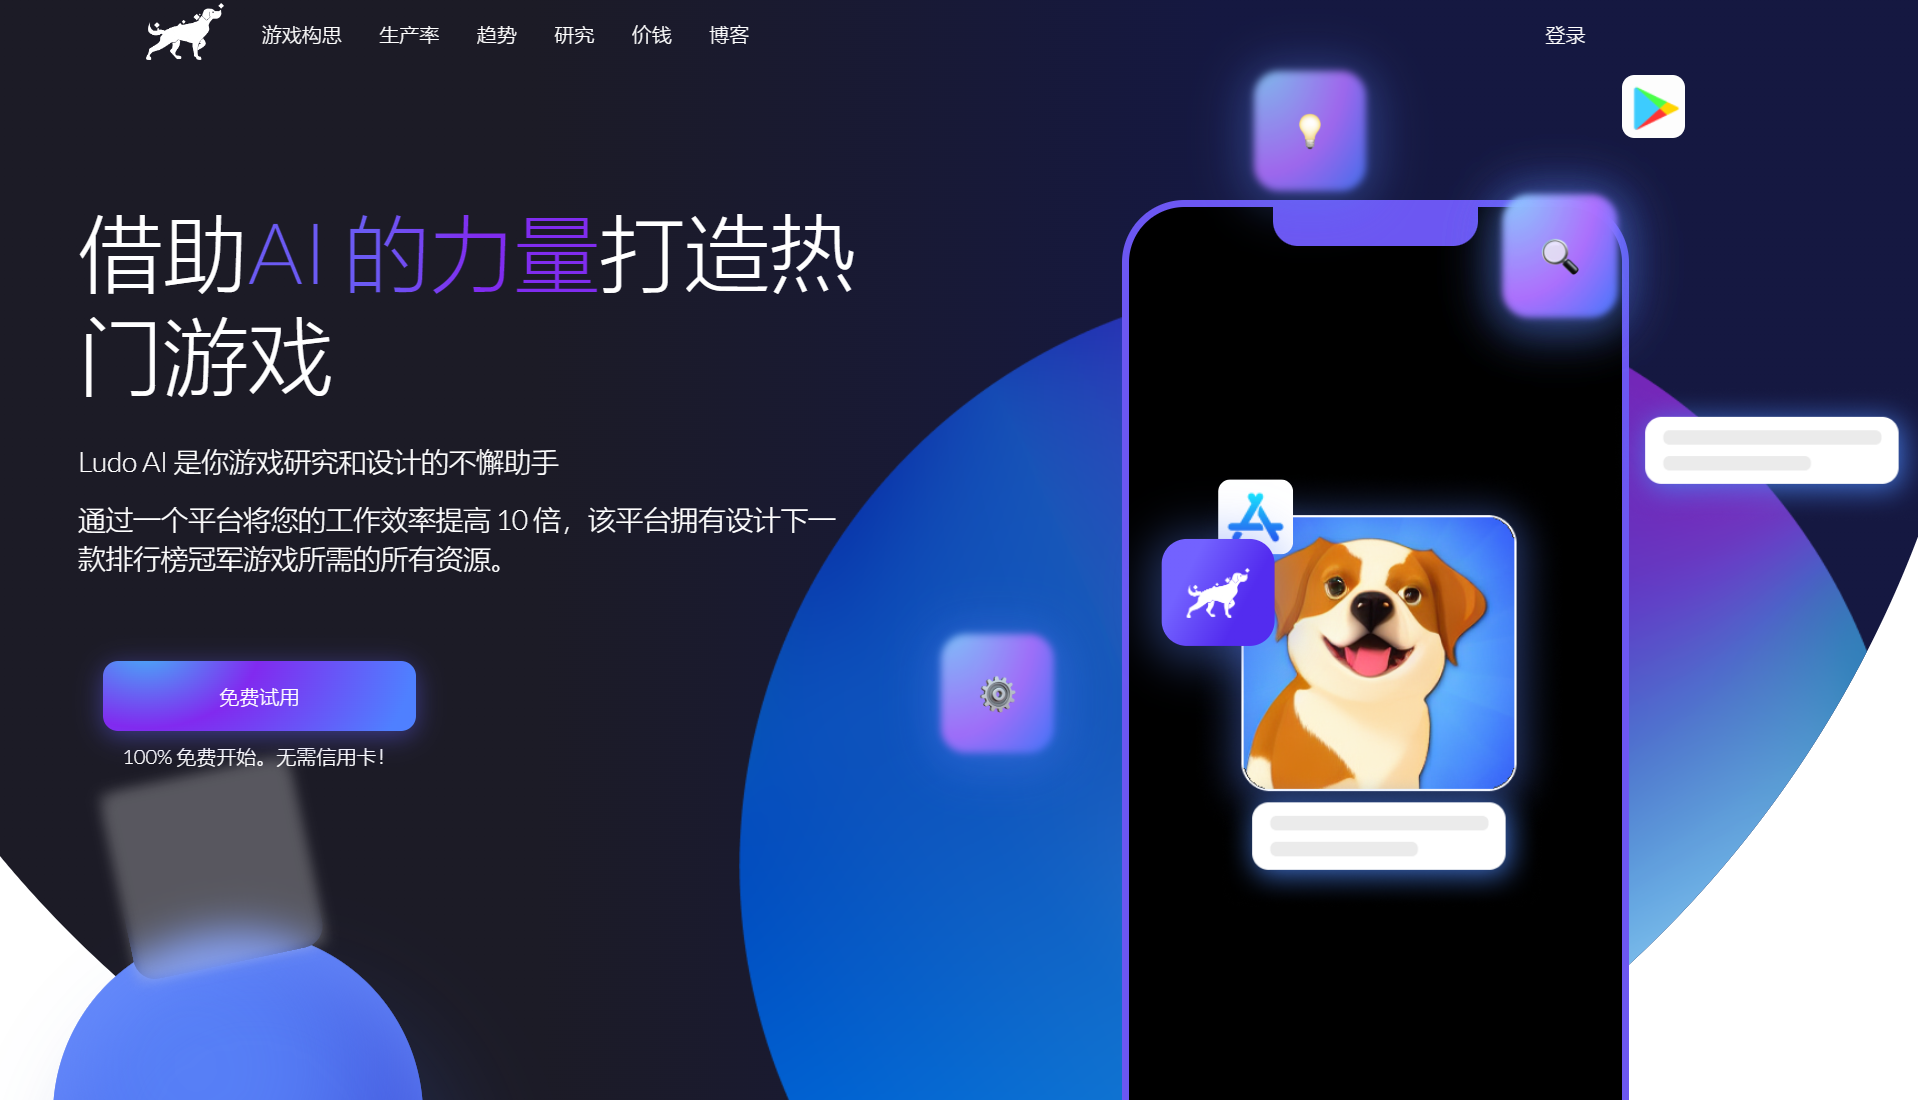 游戏构思 生产率 趋势 研究 价钱 博客 登录
借助AI 的力量打造热
门游戏
Ludo AI 是你游戏研究和设计的不懈助手
通过一个平台将您的工作效率提高 10 倍，该平台拥有设计下一
款排行榜冠军游戏所需的所有资源。
免费试用
100% 免费开始。无需信用卡！